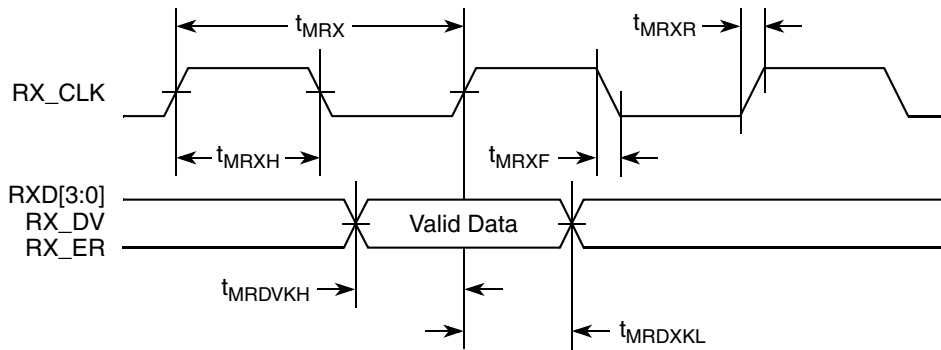 tMRX
tMRXR
RX_CLK
tMRXH
tMRXF
RXD[3:0]
RX_DV
Valid Data
RX_ER
tMRDVKH
tMRDXKL